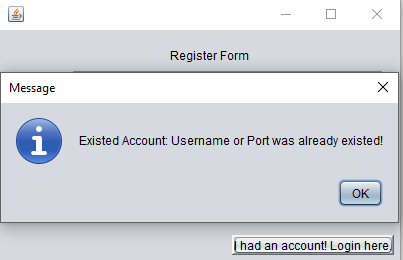 Register Form
Message
Existed Account: Username or Port was already existed!
OK
I had an account! Login here.